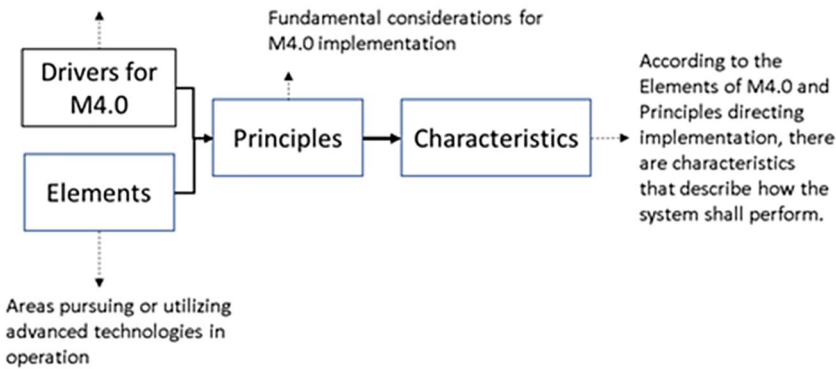 Fundamental considerations for
M4.0 implementation
Drivers for
M4.0
Elements
Principles
Characteristics
According to the
Elements of M4.0 and
Principles directing
implementation, there
are characteristics
that describe how the
system shall perform.
Areas pursuing or utilizing
advanced technologies in
operation